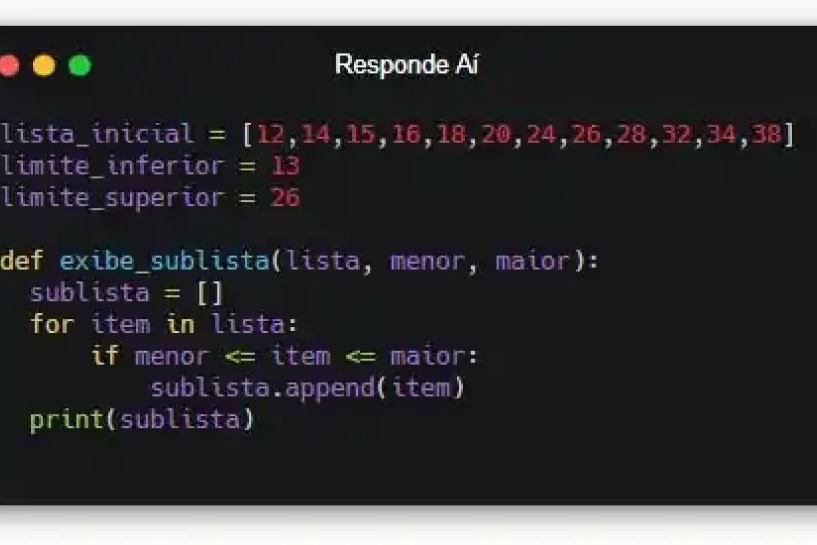 Responde Aí
lista_inicial = [12,14,15,16,18,20,24,26,28,32,34,38]
limite_inferior = 13
limite_superior = 26
def exibe_sublista(lista, menor, maior):
sublista = []
for item in lista:
if menor <= item <= maior:
sublista.append(item)
print(sublista)